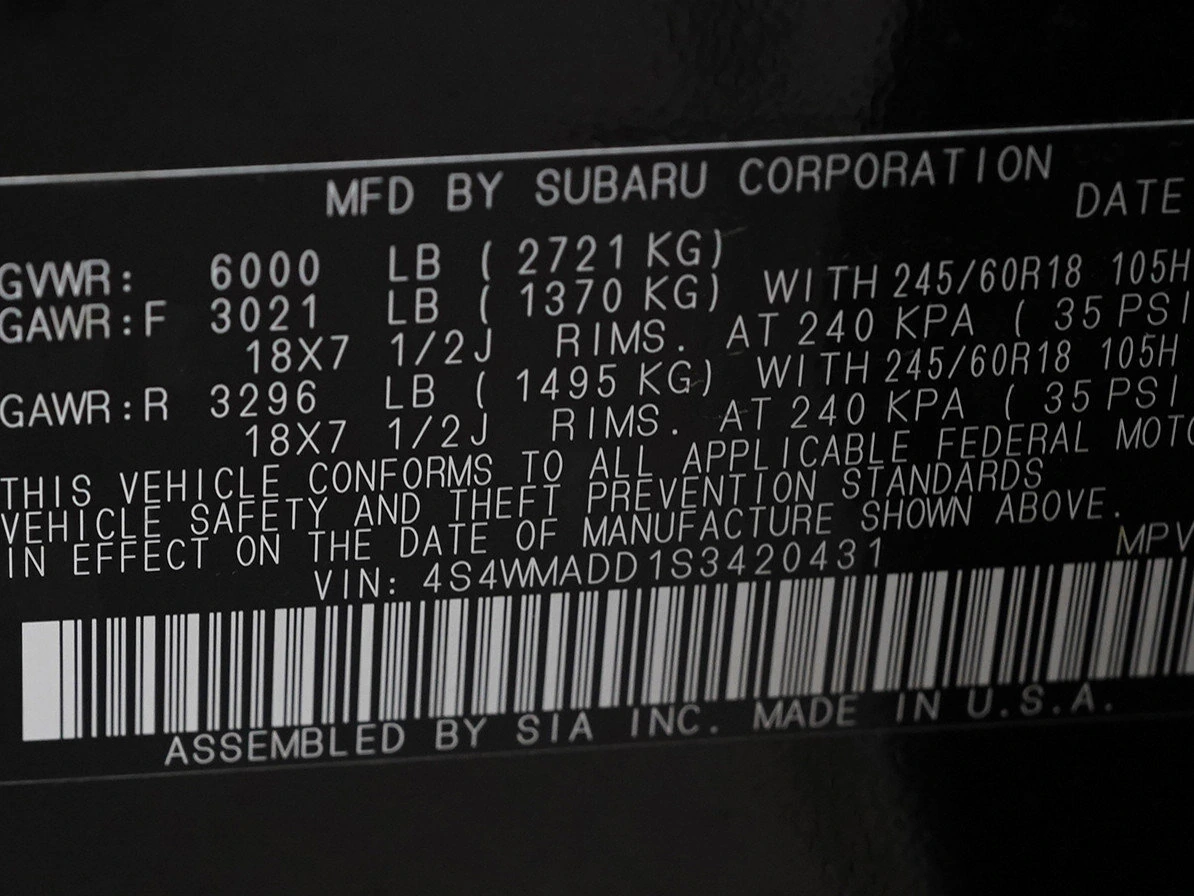 MFD BY SUBARU CORPORATION
DATE
GVWR: 6000 LB ( 2721 KG)
GAWR:F 3021 LB ( 1370 KG) WITH 245/60R18 105H
18X7 1/2J RIMS. AT 240 KPA ( 35 PSI
GAWR:R 3296 LB ( 1495 KG) WITH 245/60R18 105H
18X7 1/2J RIMS. AT 240 KPA ( 35 PSI
THIS VEHICLE CONFORMS TO ALL APPLICABLE FEDERAL MOTO
VEHICLE SAFETY AND THEFT PREVENTION STANDARDS
IN EFFECT ON THE DATE OF MANUFACTURE SHOWN ABOVE.
VIN: 4S4WMADD1S3420431 MPV
ASSEMBLED BY SIA INC. MADE IN U.S.A.